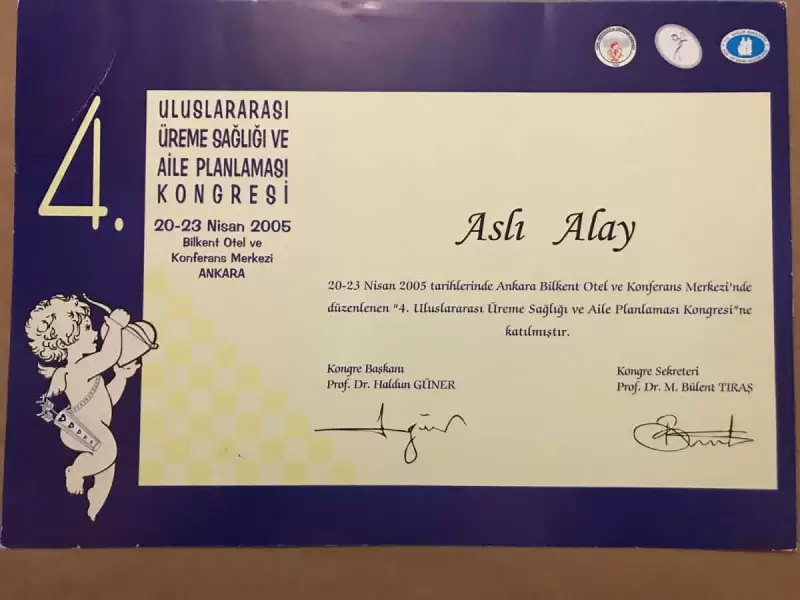 4.
ULUSLARARASI
ÜREME SAĞLIĞI VE
AİLE PLANLAMASI
KONGRESİ
20-23 Nisan 2005
Bilkent Otel ve
Konferans Merkezi
ANKARA
Aslı Alay
20-23 Nisan 2005 tarihlerinde Ankara Bilkent Otel ve Konferans Merkezi'nde
düzenlenen "4. Uluslararası Üreme Sağlığı ve Aile Planlaması Kongresi"ne
katılmıştır.
Kongre Başkanı
Prof. Dr. Haldun GÜNER
Kongre Sekreteri
Prof. Dr. M. Bülent TIRAŞ